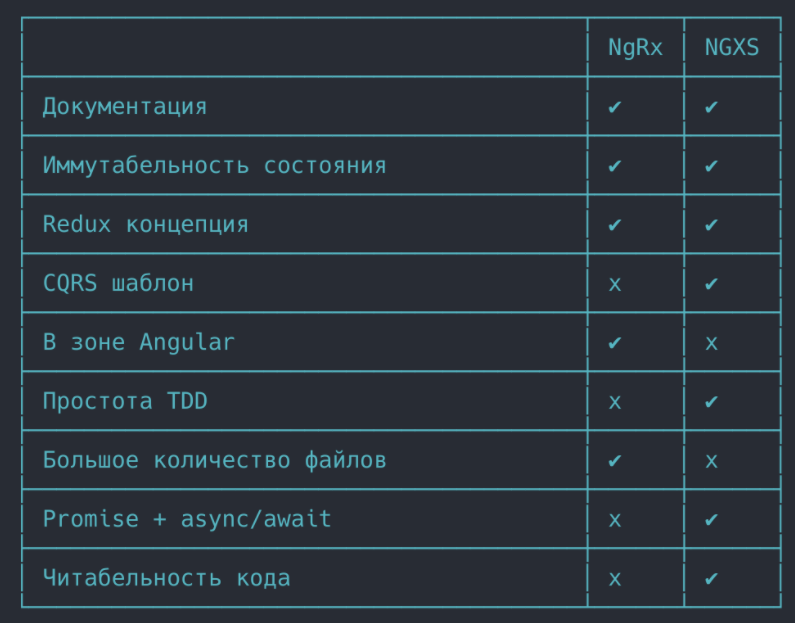 NgRx NGXS
Документация ✔ ✔
Иммутабельность состояния ✔ ✔
Redux концепция ✔ ✔
CQRS шаблон x ✔
В зоне Angular ✔ x
Простота TDD x ✔
Большое количество файлов ✔ x
Promise + async/await x ✔
Читабельность кода x ✔